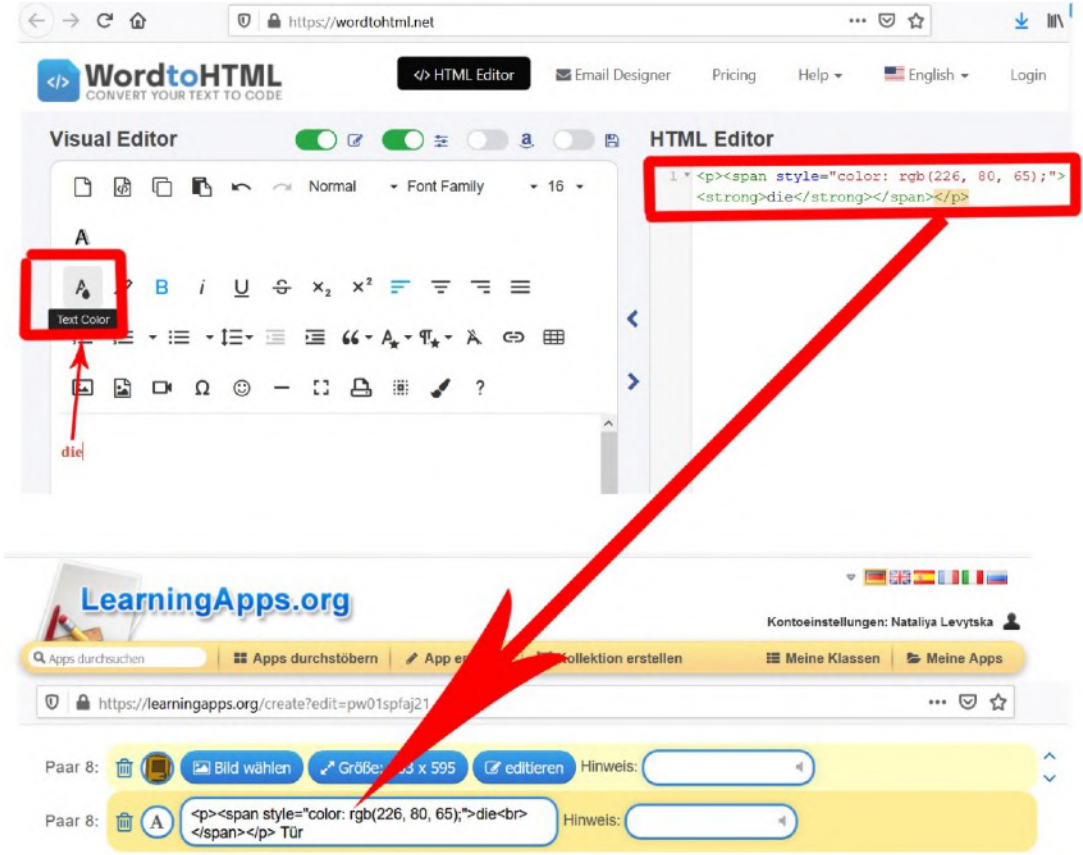 https://wordtohtml.net
WordtoHTML
CONVERT YOUR TEXT TO CODE
</> HTML Editor
Email Designer
Pricing
Help
English
Login
Visual Editor
HTML Editor
Normal
Font Family
16
1 <p><span style="color: rgb(226, 80, 65);">
<strong>die</strong></span></p>
Text Color
die
LearningApps.org
Kontoeinstellungen: Nataliya Levytska
Apps durchsuchen
Apps durchstöbern
App
Kollektion erstellen
Meine Klassen
Meine Apps
https://learningapps.org/create?edit=pw01spfaj21
Paar 8:
Bild wählen
Größe: x 595
editieren
Hinweis:
Paar 8:
A
<p><span style="color: rgb(226, 80, 65);">die<br>
</span></p> Tür
Hinweis: